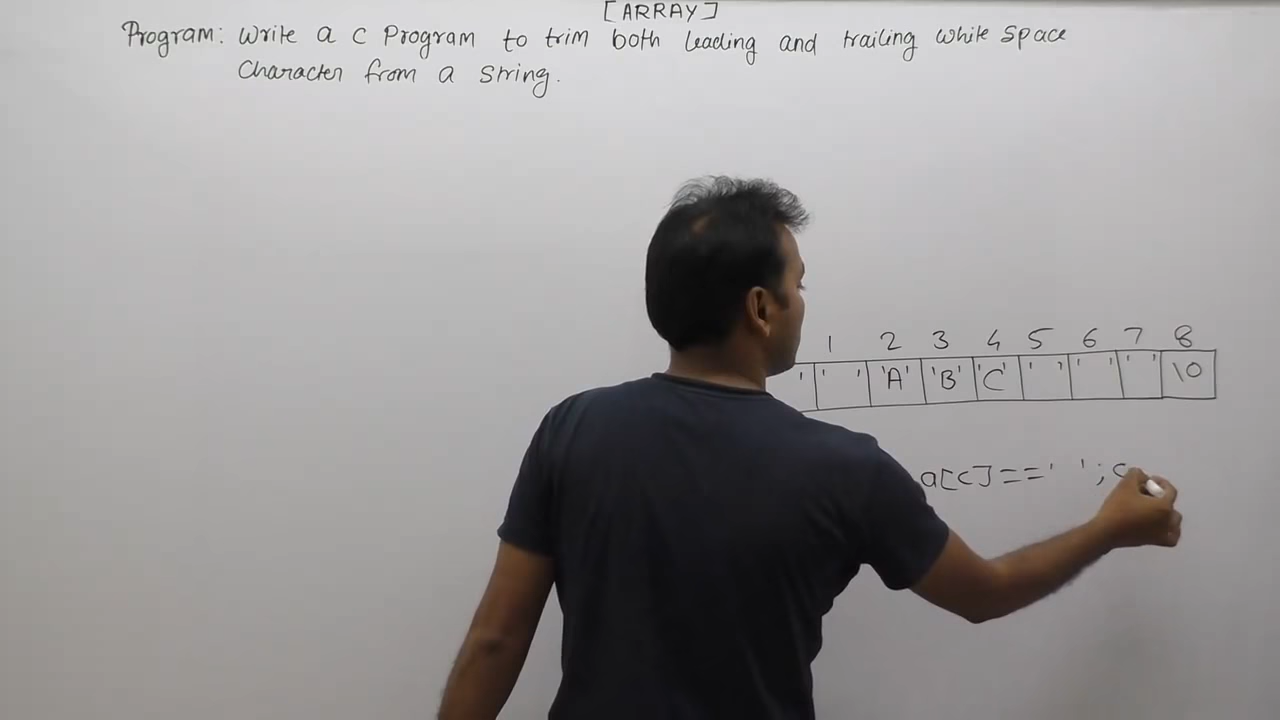 [ARRAY]
Program: Write a C Program to trim both leading and trailing white space
Character from a string.
1 2 3 4 5 6 7 8
' ' ' 'A' 'B' 'C' ' ' ' ' ' ' \0
a[c]==' ';c